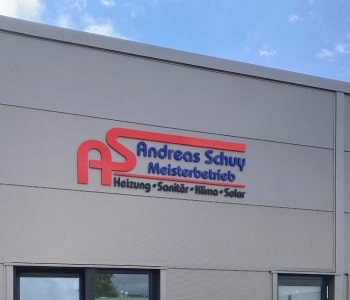 AS Andreas Schuy
Meisterbetrieb
Heizung • Sanitär • Klima • Solar